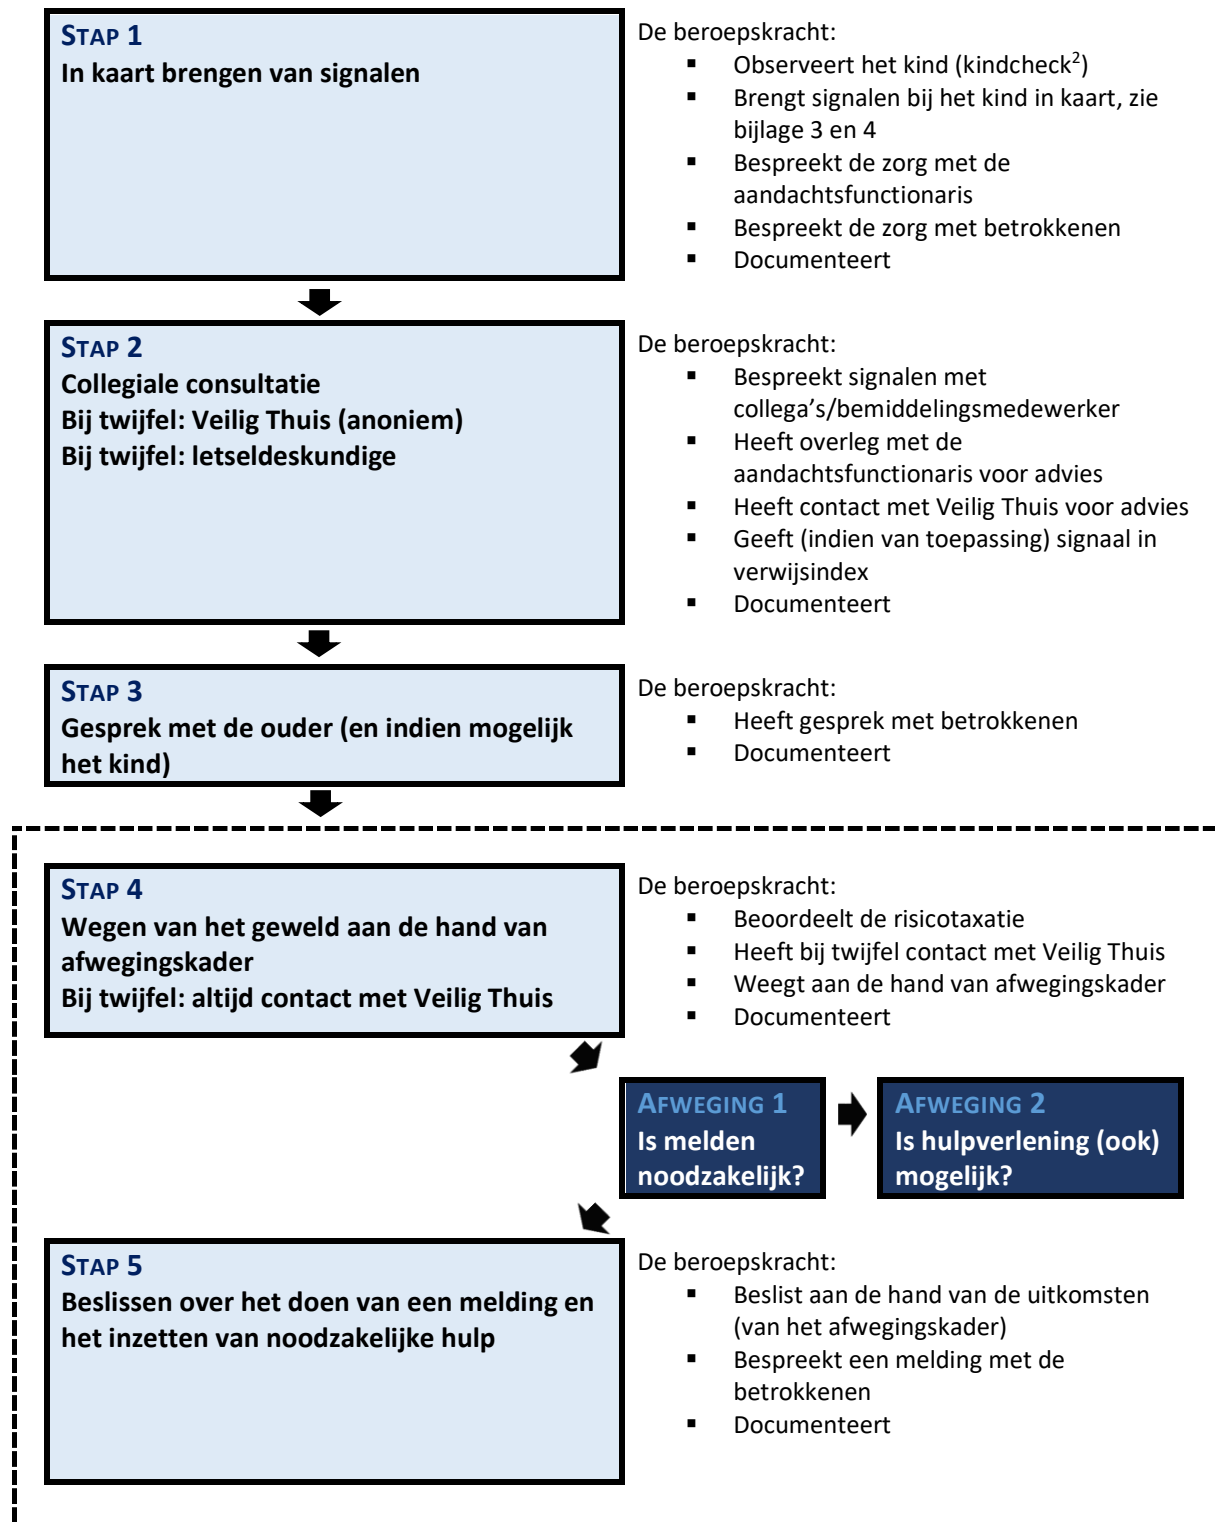 STAP 1
In kaart brengen van signalen
De beroepskracht:
▪ Observeert het kind (kindcheck²)
▪ Brengt signalen bij het kind in kaart, zie
bijlage 3 en 4
▪ Bespreekt de zorg met de
aandachtsfunctionaris
▪ Bespreekt de zorg met betrokkenen
▪ Documenteert
STAP 2
Collegiale consultatie
Bij twijfel: Veilig Thuis (anoniem)
Bij twijfel: letseldeskundige
De beroepskracht:
▪ Bespreekt signalen met
collega's/bemiddelingsmedewerker
▪ Heeft overleg met de
aandachtsfunctionaris voor advies
▪ Heeft contact met Veilig Thuis voor advies
▪ Geeft (indien van toepassing) signaal in
verwijsindex
▪ Documenteert
STAP 3
Gesprek met de ouder (en indien mogelijk
het kind)
De beroepskracht:
▪ Heeft gesprek met betrokkenen
▪ Documenteert
STAP 4
Wegen van het geweld aan de hand van
afwegingskader
Bij twijfel: altijd contact met Veilig Thuis
De beroepskracht:
▪ Beoordeelt de risicotaxatie
▪ Heeft bij twijfel contact met Veilig Thuis
▪ Weegt aan de hand van afwegingskader
▪ Documenteert
AFWEGING 1
Is melden
noodzakelijk?
AFWEGING 2
Is hulpverlening (ook)
mogelijk?
STAP 5
Beslissen over het doen van een melding en
het inzetten van noodzakelijke hulp
De beroepskracht:
▪ Beslist aan de hand van de uitkomsten
(van het afwegingskader)
▪ Bespreekt een melding met de
betrokkenen
▪ Documenteert